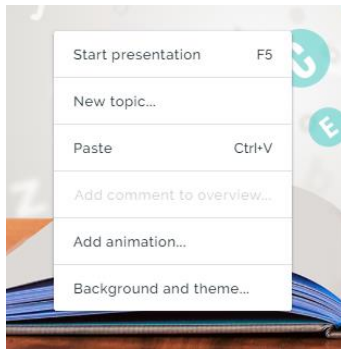 Start presentation F5
New topic...
Paste Ctrl+V
Add comment to overview...
Add animation...
Background and theme...
C
E